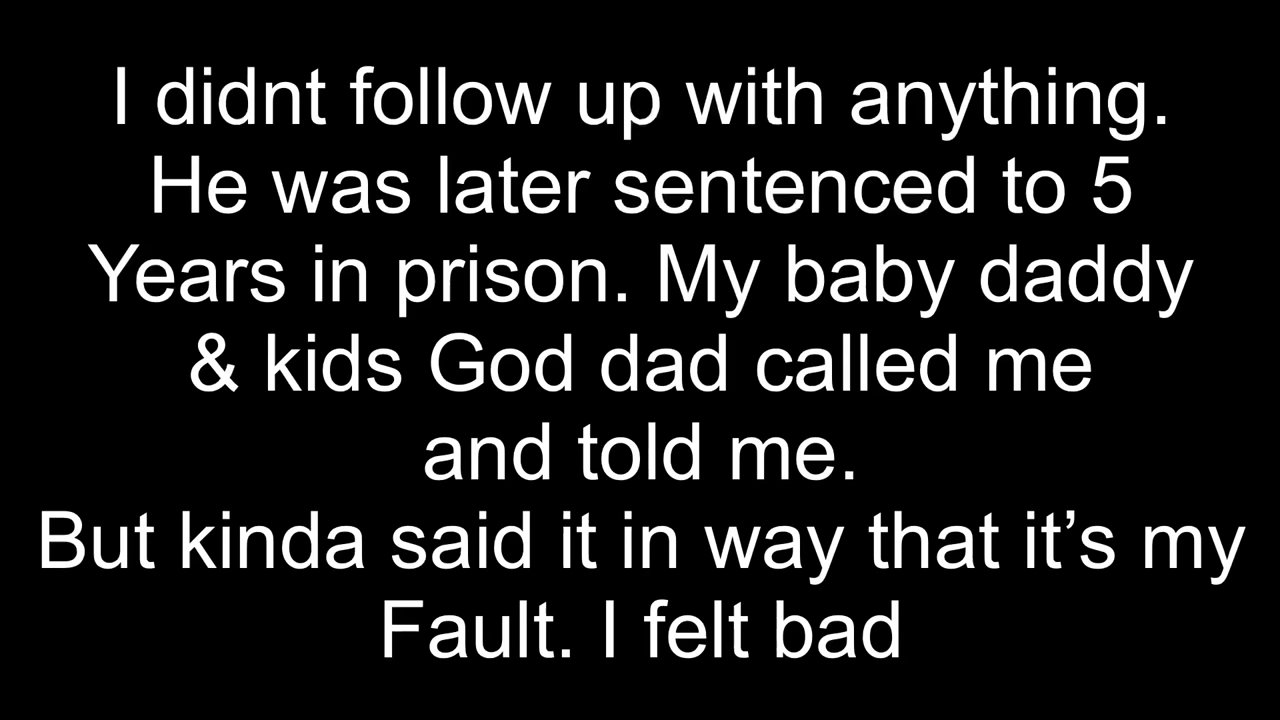 I didnt follow up with anything.
He was later sentenced to 5
Years in prison. My baby daddy
& kids God dad called me
and told me.
But kinda said it in way that it’s my
Fault. I felt bad